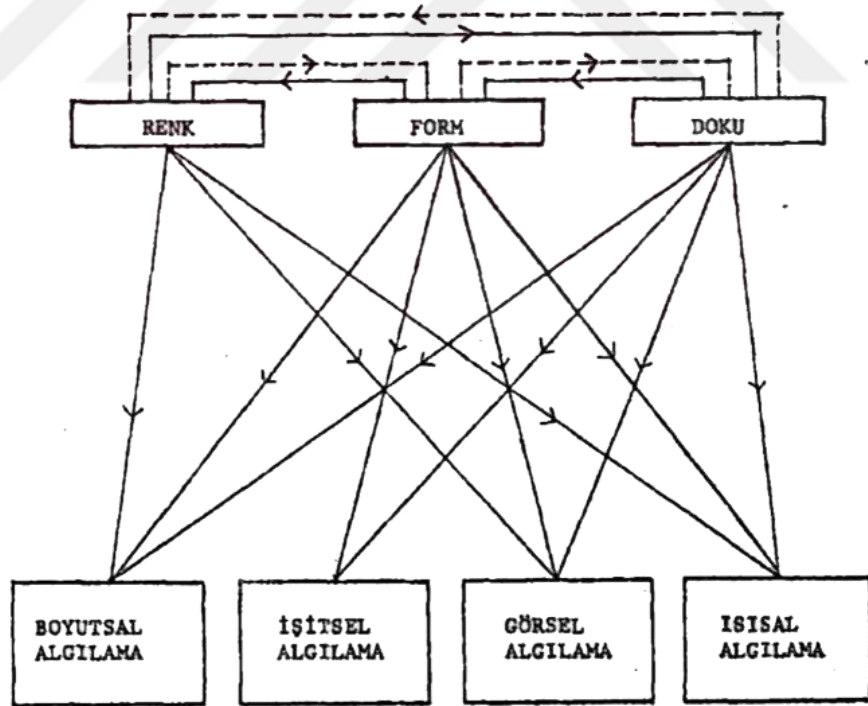 RENK
FORM
DOKU
BOYUTSAL
ALGILAMA
İŞİTSEL
ALGILAMA
GÖRSEL
ALGILAMA
ISISAL
ALGILAMA